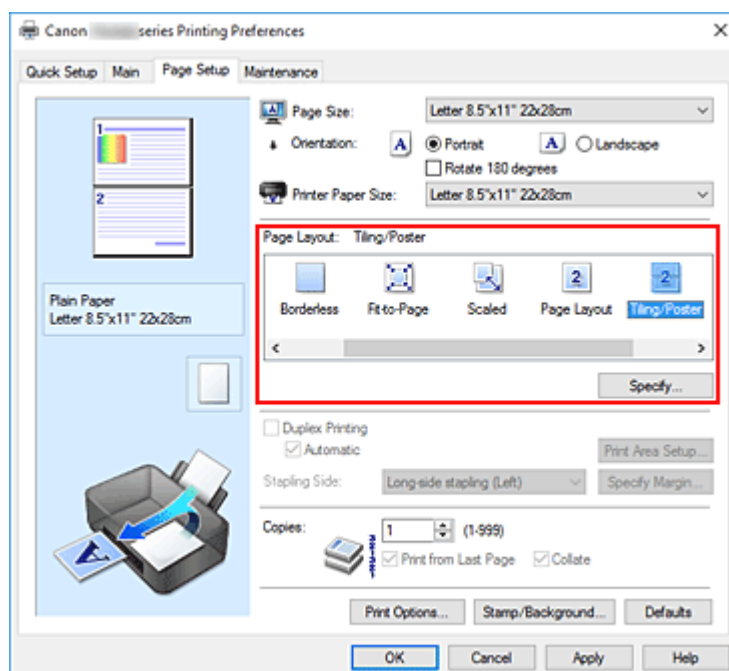 Canon series Printing Preferences
Quick Setup Main Page Setup Maintenance
1
2
Plain Paper
Letter 8.5"x11" 22x28cm
A
Page Size: Letter 8.5"x11" 22x28cm
Orientation: A Portrait A Landscape
Rotate 180 degrees
Printer Paper Size: Letter 8.5"x11" 22x28cm
Page Layout: Tiling/Poster
2 2
Borderless Fit-to-Page Scaled Page Layout Tiling/Poster
Specify...
Duplex Printing
Automatic Print Area Setup...
Stapling Side: Long-side stapling (Left) Specify Margin...
Copies: 1 (1-999)
Print from Last Page Collate
Print Options... Stamp/Background... Defaults
OK Cancel Apply Help